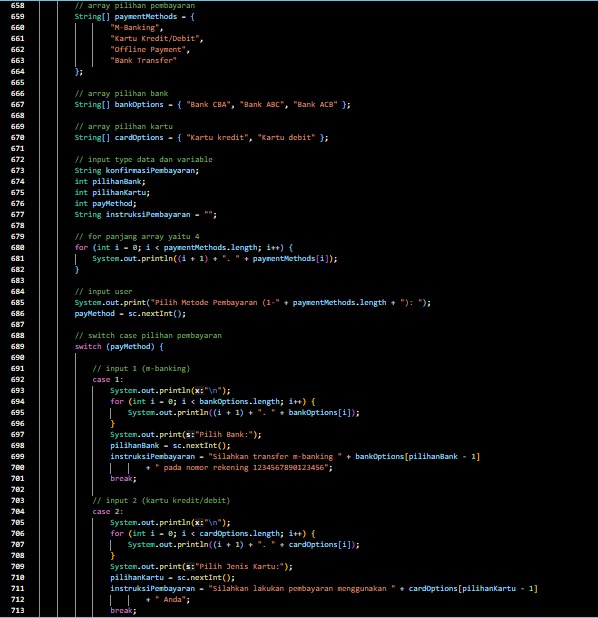 658 // array pilihan pembayaran
659 String[] paymentMethods = {
660 "M-Banking",
661 "Kartu Kredit/Debit",
662 "Offline Payment",
663 "Bank Transfer"
664 };
665
666 // array pilihan bank
667 String[] bankOptions = { "Bank CBA", "Bank ABC", "Bank ACB" };
668
669 // array pilihan kartu
670 String[] cardOptions = { "Kartu kredit", "Kartu debit" };
671
672 // input type data dan variable
673 String konfirmasiPembayaran;
674 int pilihanBank;
675 int pilihanKartu;
676 int payMethod;
677 String instruksiPembayaran = "";
678
679 // for panjang array yaitu 4
680 for (int i = 0; i < paymentMethods.length; i++) {
681 System.out.println((i + 1) + ". " + paymentMethods[i]);
682 }
683
684 // input user
685 System.out.print("Pilih Metode Pembayaran (1-" + paymentMethods.length + "): ");
686 payMethod = sc.nextInt();
687
688 // switch case pilihan pembayaran
689 switch (payMethod) {
690
691 // input 1 (m-banking)
692 case 1:
693 System.out.println(x:"\n");
694 for (int i = 0; i < bankOptions.length; i++) {
695 System.out.println((i + 1) + ". " + bankOptions[i]);
696 }
697 System.out.print(s:"Pilih Bank:");
698 pilihanBank = sc.nextInt();
699 instruksiPembayaran = "Silahkan transfer m-banking " + bankOptions[pilihanBank - 1]
700 + " pada nomor rekening 1234567890123456";
701 break;
702
703 // input 2 (kartu kredit/debit)
704 case 2:
705 System.out.println(x:"\n");
706 for (int i = 0; i < cardOptions.length; i++) {
707 System.out.println((i + 1) + ". " + cardOptions[i]);
708 }
709 System.out.print(s:"Pilih Jenis Kartu:");
710 pilihanKartu = sc.nextInt();
711 instruksiPembayaran = "Silahkan lakukan pembayaran menggunakan " + cardOptions[pilihanKartu - 1]
712 + " Anda";
713 break;